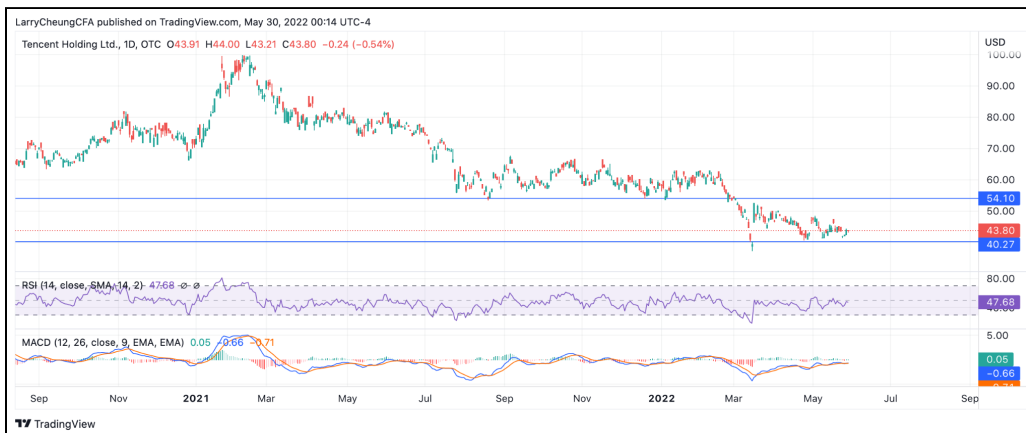 LarryCheungCFA published on TradingView.com, May 30, 2022 00:14 UTC-4
Tencent Holding Ltd., 1D, OTC O43.91 H44.00 L43.21 C43.80 −0.24 (−0.54%)
USD
100.00
90.00
80.00
70.00
60.00
54.10
50.00
43.80
40.27
RSI (14, close, SMA, 14, 2) 47.68 ∅ ∅
80.00
47.68
40.00
MACD (12, 26, close, 9, EMA, EMA) 0.05 −0.66 −0.71
5.00
0.05
−0.66
−0.71
Sep Nov 2021 Mar May Jul Sep Nov 2022 Mar May Jul Sep
TradingView